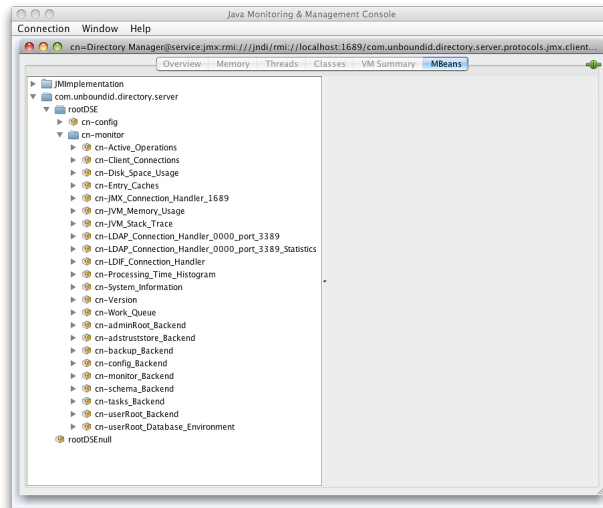 Java Monitoring & Management Console
Connection Window Help
cn=Directory Manager@service:jmx:rmi:///jndi/rmi://localhost:1689/com.unboundid.directory.server.protocols.jmx.client...
Overview Memory Threads Classes VM Summary MBeans
JMImplementation
com.unboundid.directory.server
rootDSE
cn-config
cn-monitor
cn-Active_Operations
cn-Client_Connections
cn-Disk_Space_Usage
cn-Entry_Caches
cn-JMX_Connection_Handler_1689
cn-JVM_Memory_Usage
cn-JVM_Stack_Trace
cn-LDAP_Connection_Handler_0000_port_3389
cn-LDAP_Connection_Handler_0000_port_3389_Statistics
cn-LDIF_Connection_Handler
cn-Processing_Time_Histogram
cn-System_Information
cn-Version
cn-Work_Queue
cn-adminRoot_Backend
cn-adstruststore_Backend
cn-backup_Backend
cn-config_Backend
cn-monitor_Backend
cn-schema_Backend
cn-tasks_Backend
cn-userRoot_Backend
cn-userRoot_Database_Environment
rootDSEnull